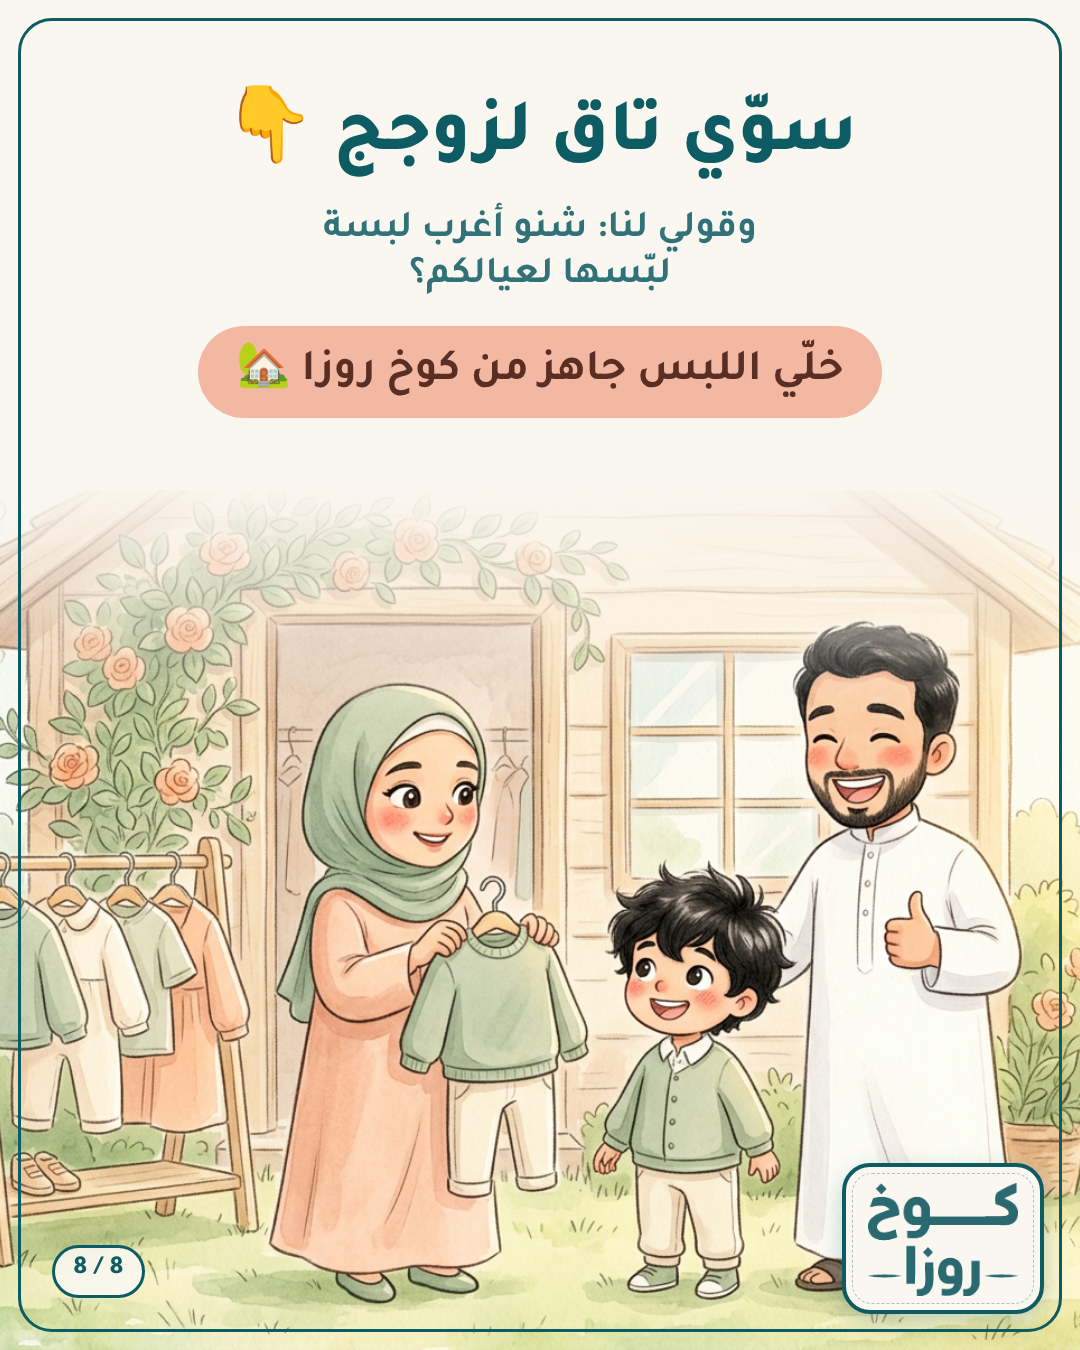 سوّي تاق لزوجج 👇
وقولي لنا: شنو أغرب لبسة
لبّسها لعيالكم؟
خلّي اللبس جاهز من كوخ روزا 🏡
8 / 8
كـــوخ
روزا